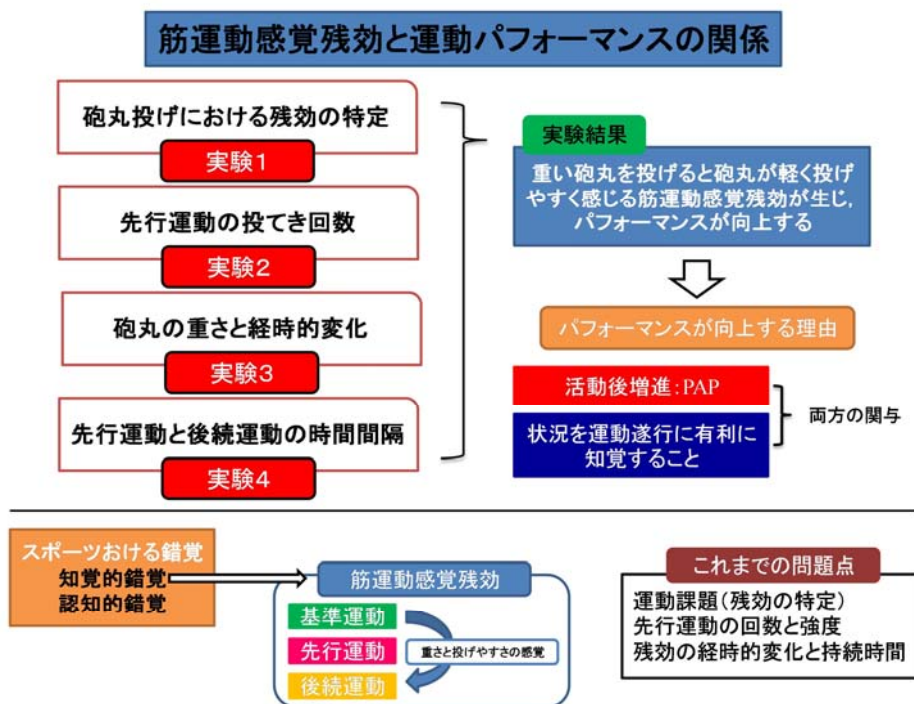 筋運動感覚残効と運動パフォーマンスの関係
砲丸投げにおける残効の特定
実験1
先行運動の投てき回数
実験2
砲丸の重さと経時的変化
実験3
先行運動と後続運動の時間間隔
実験4
実験結果
重い砲丸を投げると砲丸が軽く投げ
やすく感じる筋運動感覚残効が生じ,
パフォーマンスが向上する
パフォーマンスが向上する理由
活動後増進:PAP
状況を運動遂行に有利に
知覚すること
両方の関与
スポーツおける錯覚
知覚的錯覚
認知的錯覚
筋運動感覚残効
基準運動
先行運動
後続運動
重さと投げやすさの感覚
これまでの問題点
運動課題(残効の特定)
先行運動の回数と強度
残効の経時的変化と持続時間